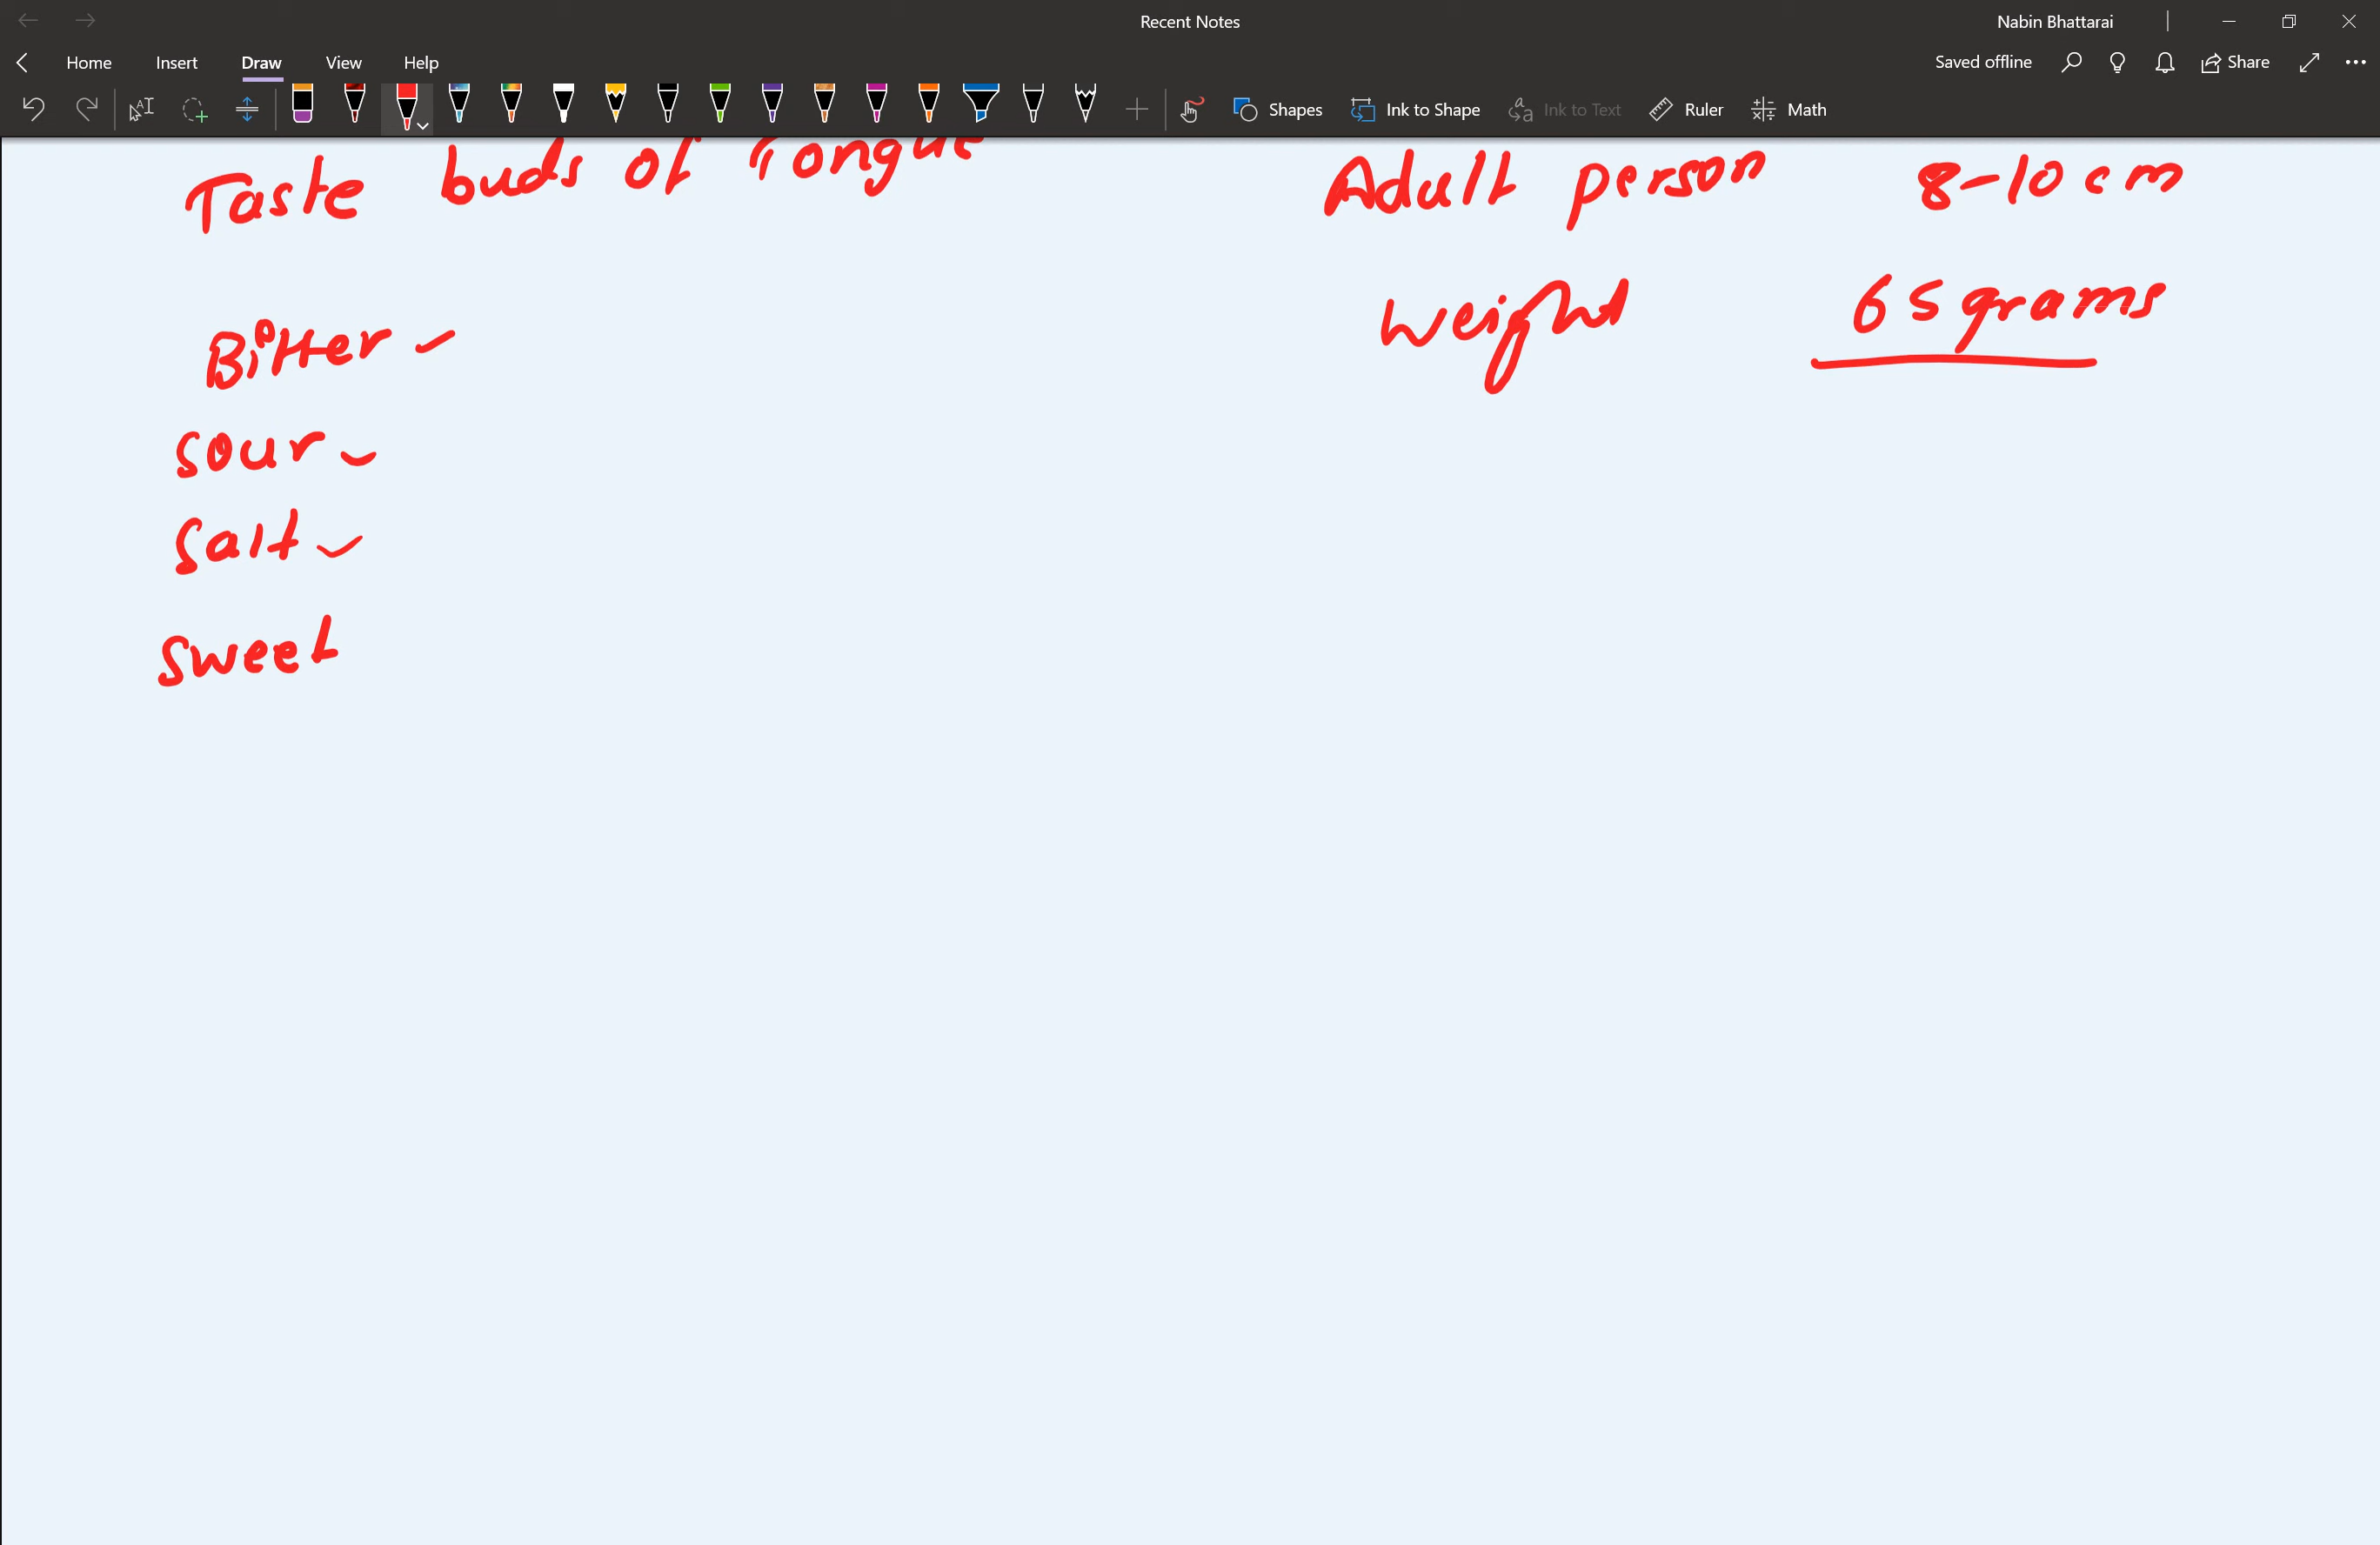 Recent Notes
Nabin Bhattarai
Home Insert Draw View Help
Saved offline
Share
Shapes Ink to Shape Ink to Text Ruler Math
Taste buds of Tongue
Bitter -
sour
salt
sweet
Adult person 8-10 cm
weight 65 grams